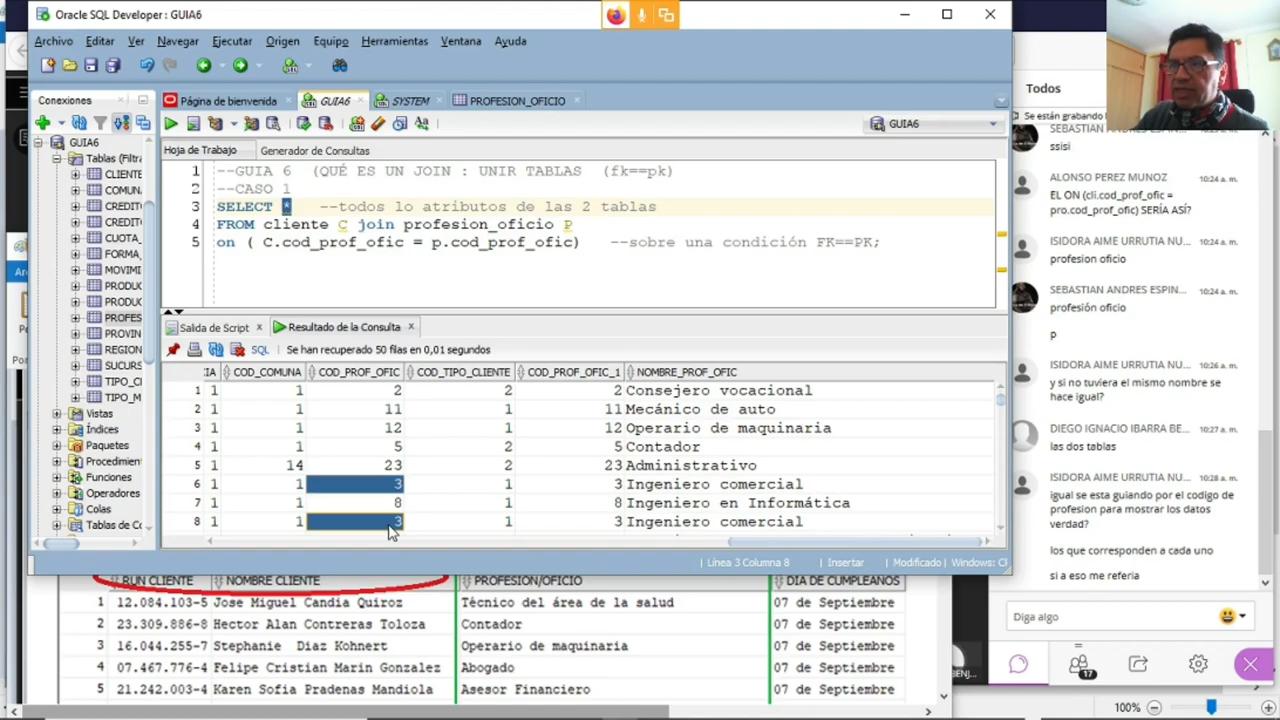 Oracle SQL Developer : GUIA6
Archivo Editar Ver Navegar Ejecutar Origen Equipo Herramientas Ventana Ayuda
Conexiones
Página de bienvenida GUIA6 SYSTEM PROFESION_OFICIO
GUIA6
Hoja de Trabajo Generador de Consultas
GUIA6
Tablas (Filtra
CLIENTE
COMUNA
CREDITO
CREDITO
CUOTA_
FORMA_
MOVIMI
PRODUC
PRODUC
PROFES
PROVIN
REGION
SUCURS
TIPO_CI
TIPO_M
Vistas
Índices
Paquetes
Procedimien
Funciones
Operadores
Colas
Tablas de Co
1 --GUIA 6 (QUÉ ES UN JOIN : UNIR TABLAS (fk==pk)
2 --CASO 1
3 SELECT * --todos lo atributos de las 2 tablas
4 FROM cliente C join profesion_oficio P
5 on ( C.cod_prof_ofic = p.cod_prof_ofic) --sobre una condición FK==PK;
Salida de Script Resultado de la Consulta
SQL Se han recuperado 50 filas en 0,01 segundos
IA COD_COMUNA COD_PROF_OFIC COD_TIPO_CLIENTE COD_PROF_OFIC_1 NOMBRE_PROF_OFIC
1 1 1 2 2 2 Consejero vocacional
2 1 1 11 1 11 Mecánico de auto
3 1 1 12 1 12 Operario de maquinaria
4 1 1 5 2 5 Contador
5 1 14 23 2 23 Administrativo
6 1 1 3 1 3 Ingeniero comercial
7 1 1 8 1 8 Ingeniero en Informática
8 1 1 3 1 3 Ingeniero comercial
Línea 3 Columna 8 Insertar Modificado Windows: CR
RUN CLIENTE NOMBRE CLIENTE PROFESION/OFICIO DIA DE CUMPLEAÑOS
1 12.084.103-5 Jose Miguel Candia Quiroz Técnico del área de la salud 07 de Septiembre
2 23.309.886-8 Hector Alan Contreras Toloza Contador 07 de Septiembre
3 16.044.255-7 Stephanie Diaz Kohnert Operario de maquinaria 07 de Septiembre
4 07.467.776-4 Felipe Cristian Marin Gonzalez Abogado 07 de Septiembre
5 21.242.003-4 Karen Sofia Pradenas Mandiola Asesor Financiero 07 de Septiembre
Todos
Se están grabando
SEBASTIAN ANDRES ESPIN...
ssisi
ALONSO PEREZ MUNOZ 10:24 a. m.
EL ON (cli.cod_prof_ofic =
pro.cod_prof_ofic) SERÍA ASÍ?
ISIDORA AIME URRUTIA NU... 10:24 a. m.
profesion oficio
SEBASTIAN ANDRES ESPIN... 10:24 a. m.
profesión oficio
p
ISIDORA AIME URRUTIA NU... 10:26 a. m.
y si no tuviera el mismo nombre se
hace igual?
DIEGO IGNACIO IBARRA BE... 10:27 a. m.
las dos tablas
ISIDORA AIME URRUTIA NU... 10:28 a. m.
igual se esta guiando por el codigo de
profesion para mostrar los datos
verdad?
los que corresponden a cada uno
si a eso me referia
Diga algo
17
100%